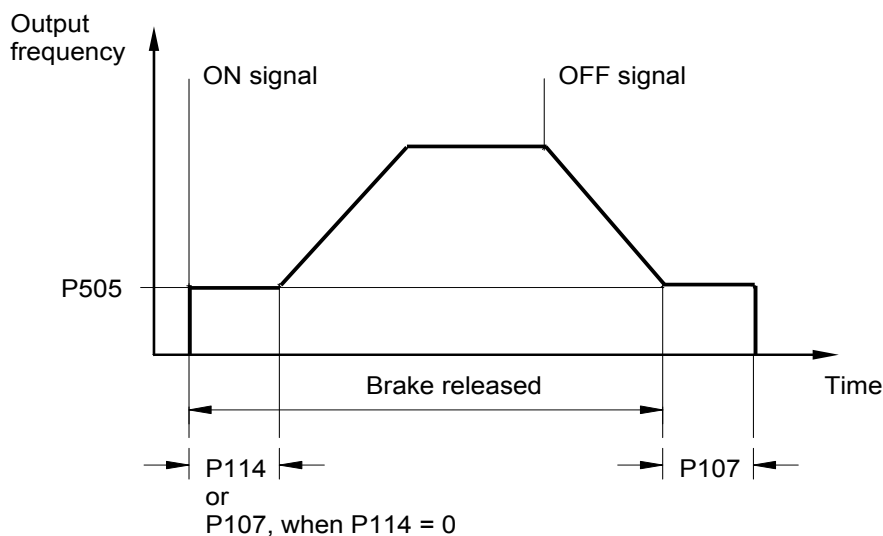 Output
frequency
ON signal
OFF signal
P505
Brake released
Time
P114
or
P107, when P114 = 0
P107